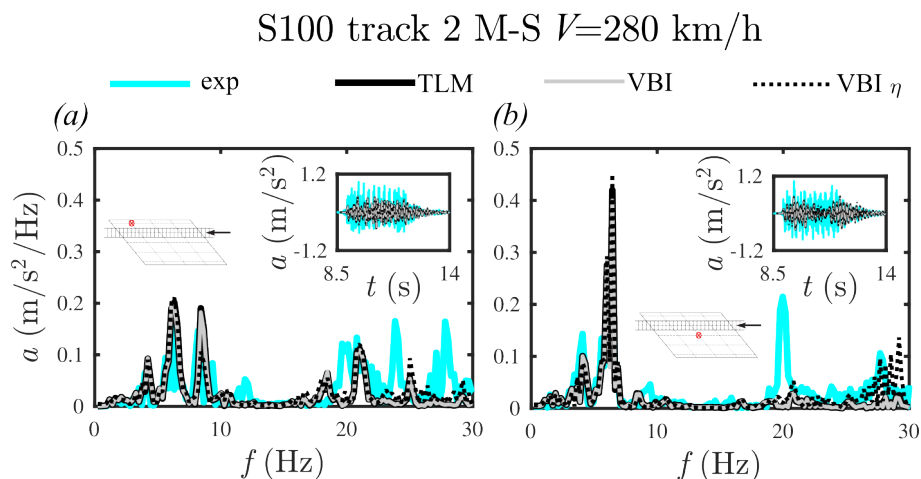 S100 track 2 M-S V=280 km/h
exp TLM VBI VBI η
(a) (b)
0.5 0.5
0.4 0.4
0.3 0.3
0.2 0.2
0.1 0.1
0 0
a (m/s²/Hz)
1.2 1.2
-1.2 -1.2
a (m/s²) a (m/s²)
8.5 14 8.5 14
t (s) t (s)
0 10 20 30 0 10 20 30
f (Hz) f (Hz)